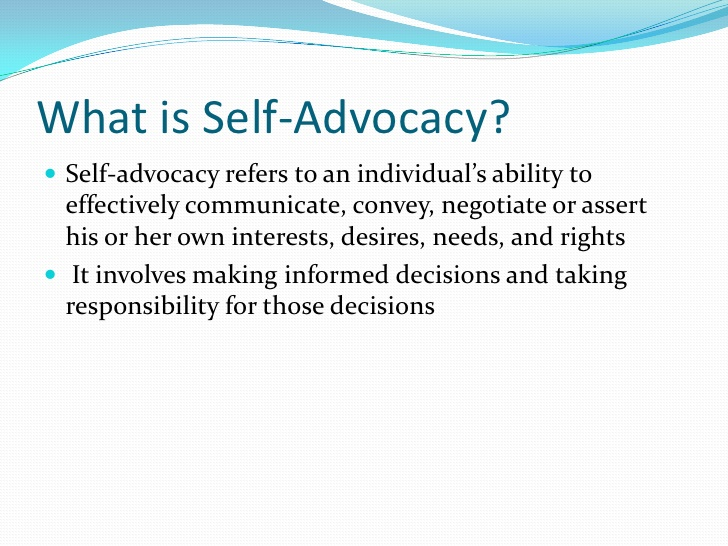 What is Self-Advocacy?
• Self-advocacy refers to an individual’s ability to
effectively communicate, convey, negotiate or assert
his or her own interests, desires, needs, and rights
• It involves making informed decisions and taking
responsibility for those decisions